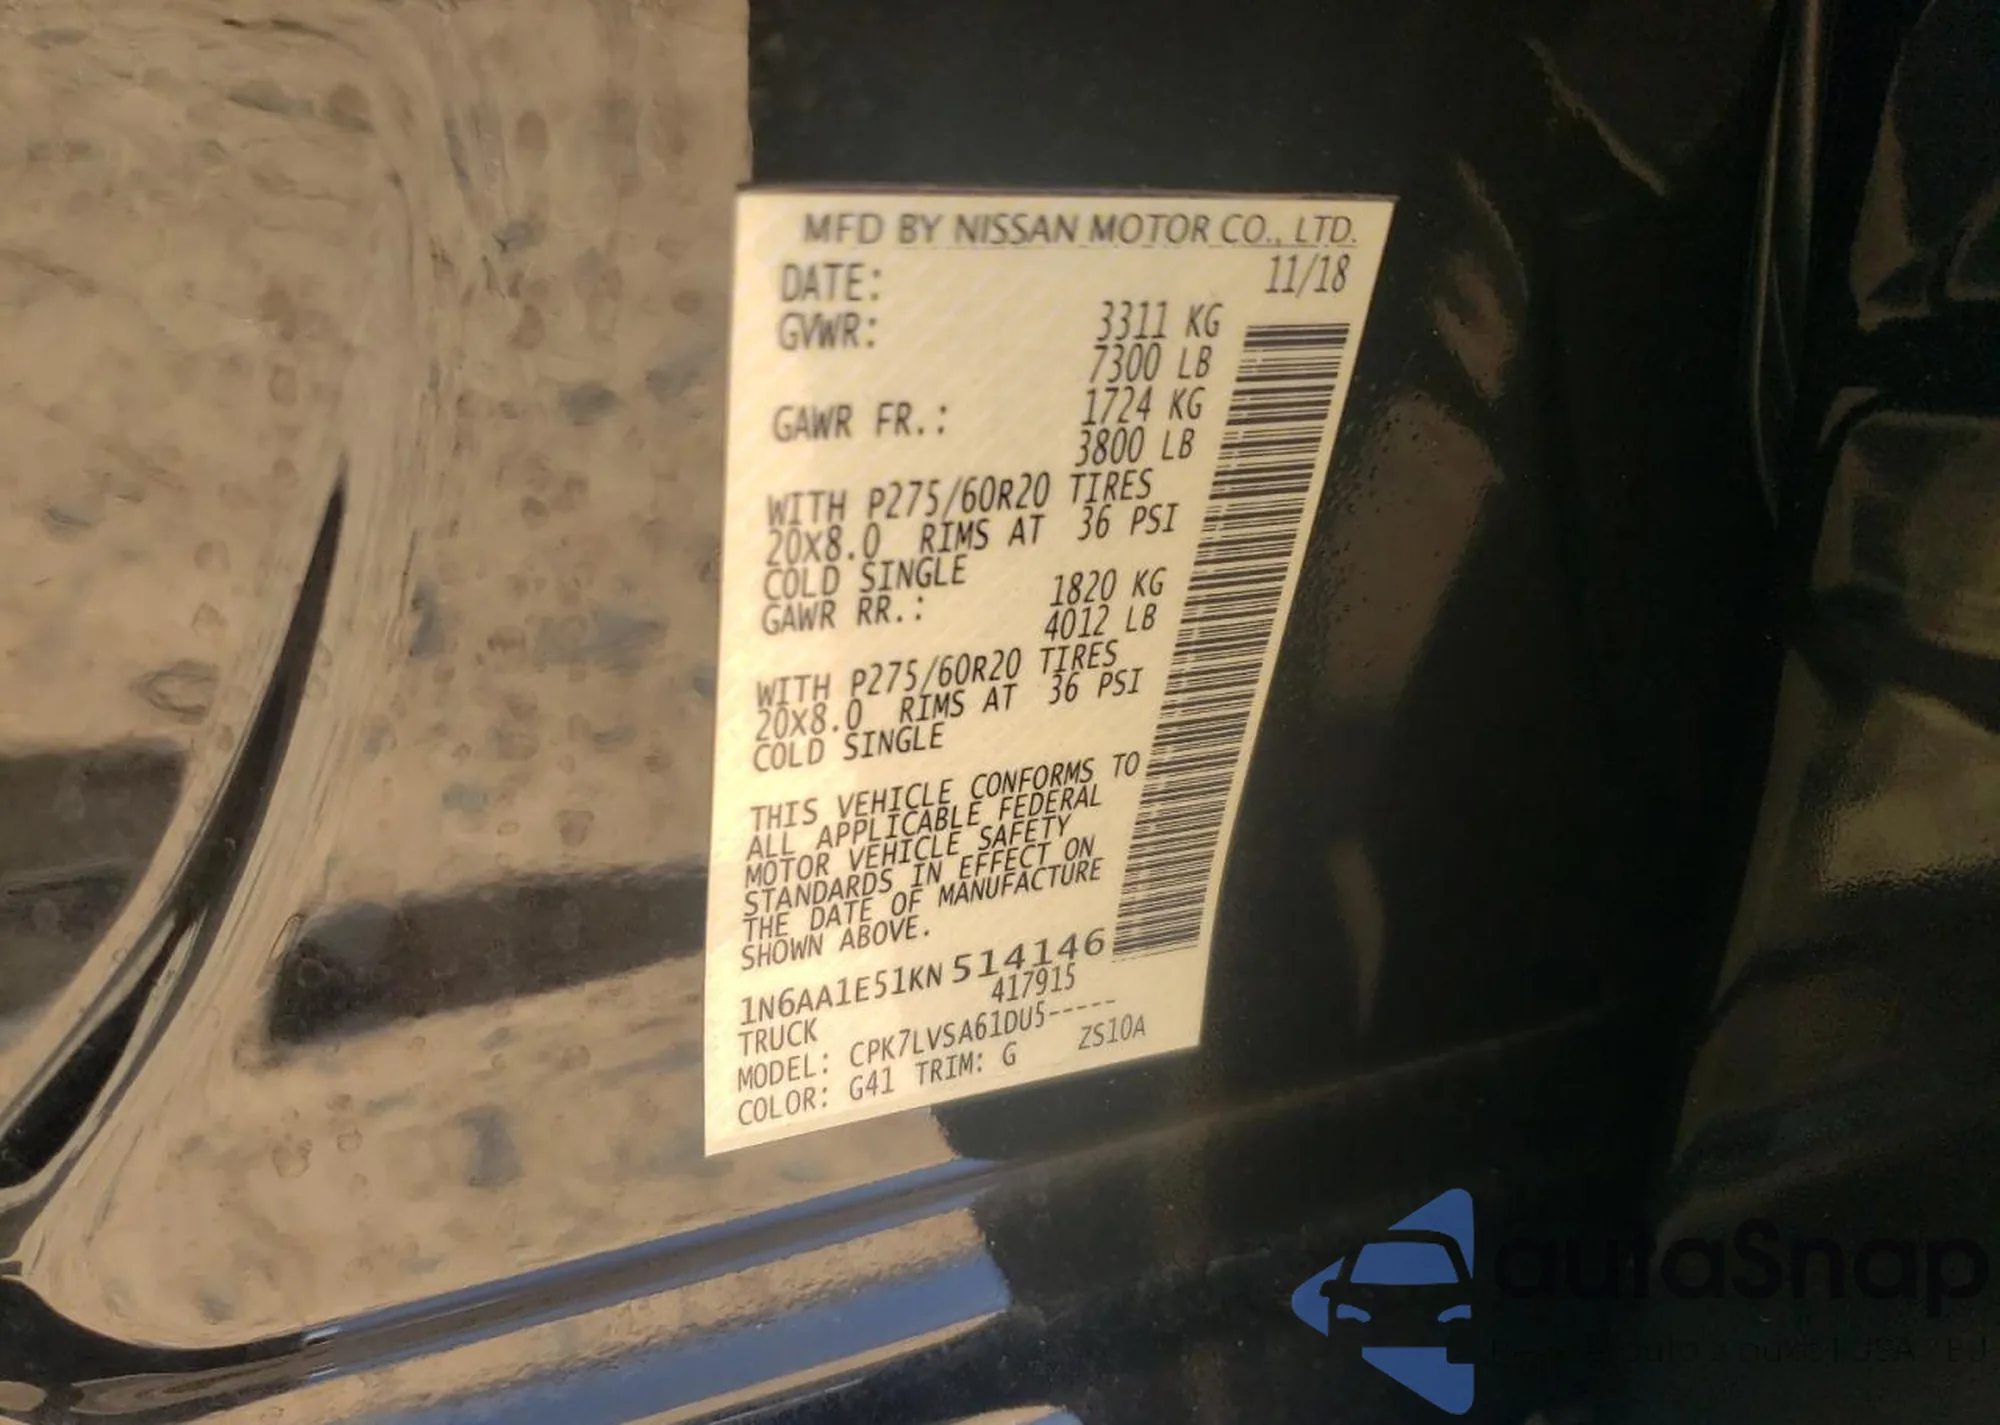 MFD BY NISSAN MOTOR CO., LTD.
DATE: 11/18
GVWR: 3311 KG
7300 LB
GAWR FR.: 1724 KG
3800 LB
WITH P275/60R20 TIRES
20X8.0 RIMS AT 36 PSI
COLD SINGLE
GAWR RR.: 1820 KG
4012 LB
WITH P275/60R20 TIRES
20X8.0 RIMS AT 36 PSI
COLD SINGLE
THIS VEHICLE CONFORMS TO
ALL APPLICABLE FEDERAL
MOTOR VEHICLE SAFETY
STANDARDS IN EFFECT ON
THE DATE OF MANUFACTURE
SHOWN ABOVE.
1N6AA1E51KN 514146
TRUCK 417915
MODEL: CPK7LVSA61DU5-----
COLOR: G41 TRIM: G ZS10A
auraSnap